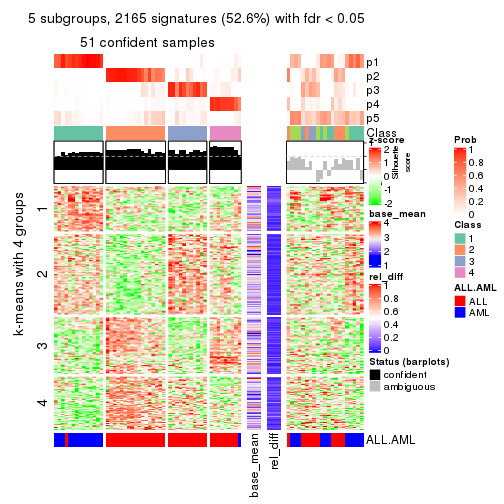 5 subgroups, 2165 signatures (52.6%) with fdr < 0.05
51 confident samples
p1
p2
p3
p4
p5
Class
k-means with 4 groups
1
2
3
4
base_mean
rel_diff
ALL.AML
z-score
2
1
0
-1
-2
Silhouette
score
1
base_mean
4
3
2
1
rel_diff
1
0.8
0.6
0.4
0.2
0
Status (barplots)
confident
ambiguous
Prob
1
0.8
0.6
0.4
0.2
0
Class
1
2
3
4
ALL.AML
ALL
AML